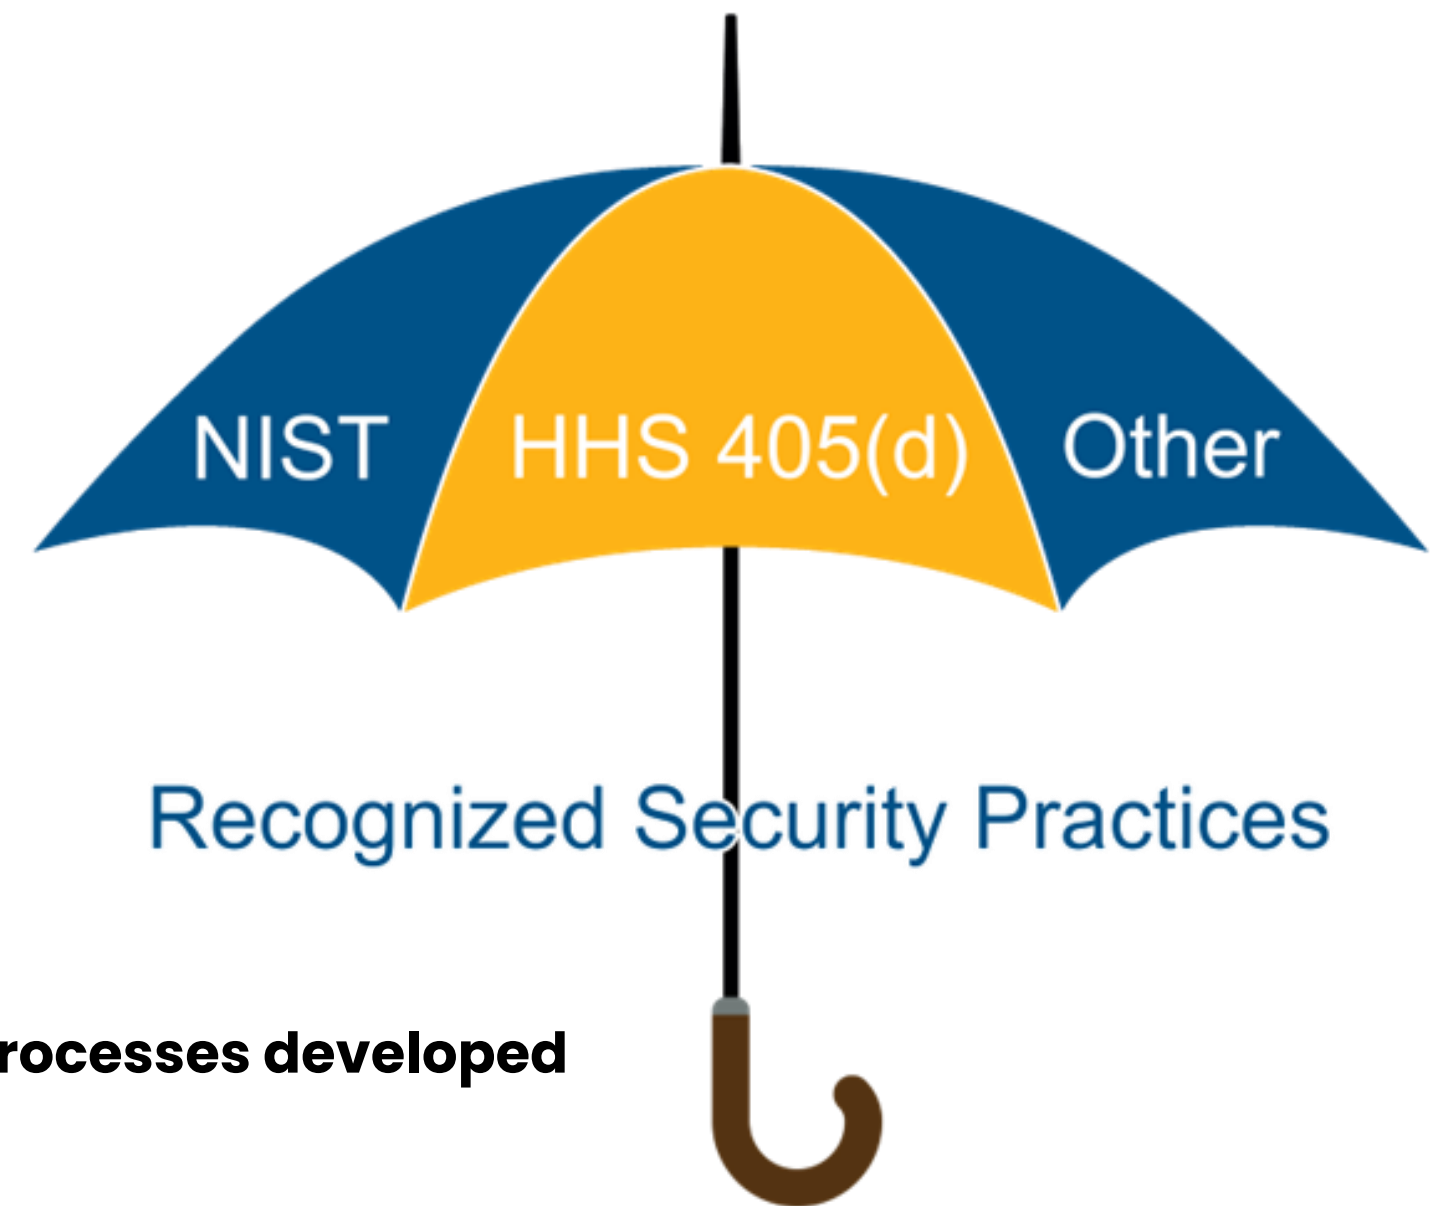 NIST HHS 405(d) Other
Recognized Security Practices
rocesses developed